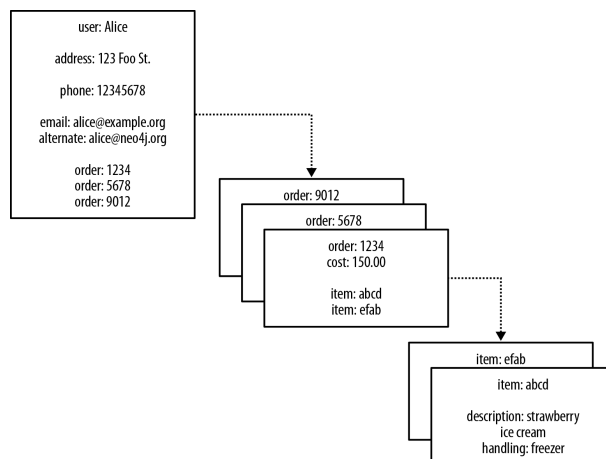 user: Alice
address: 123 Foo St.
phone: 12345678
email: alice@example.org
alternate: alice@neo4j.org
order: 1234
order: 5678
order: 9012
order: 9012
order: 5678
order: 1234
cost: 150.00
item: abcd
item: efab
item: efab
item: abcd
description: strawberry
ice cream
handling: freezer